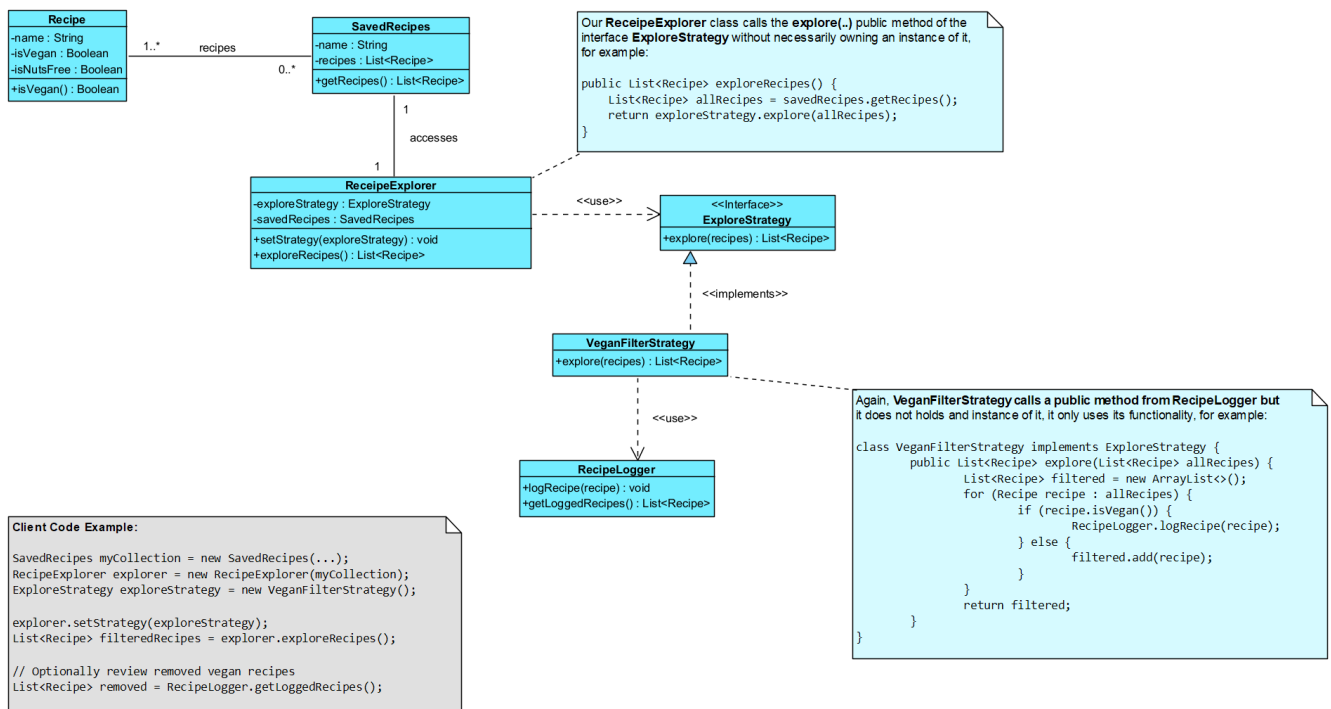 Recipe
-name : String
-isVegan : Boolean
-isNutsFree : Boolean
+isVegan() : Boolean
1..*
recipes
0..*
SavedRecipes
-name : String
-recipes : List<Recipe>
+getRecipes() : List<Recipe>
1
accesses
1
Our ReceipeExplorer class calls the explore(..) public method of the
interface ExploreStrategy without necessarily owning an instance of it,
for example:
public List<Recipe> exploreRecipes() {
List<Recipe> allRecipes = savedRecipes.getRecipes();
return exploreStrategy.explore(allRecipes);
}
ReceipeExplorer
-exploreStrategy : ExploreStrategy
-savedRecipes : SavedRecipes
+setStrategy(exploreStrategy) : void
+exploreRecipes() : List<Recipe>
<<use>>
<<Interface>>
ExploreStrategy
+explore(recipes) : List<Recipe>
<<implements>>
VeganFilterStrategy
+explore(recipes) : List<Recipe>
<<use>>
RecipeLogger
+logRecipe(recipe) : void
+getLoggedRecipes() : List<Recipe>
Again, VeganFilterStrategy calls a public method from RecipeLogger but
it does not holds and instance of it, it only uses its functionality, for example:
class VeganFilterStrategy implements ExploreStrategy {
public List<Recipe> explore(List<Recipe> allRecipes) {
List<Recipe> filtered = new ArrayList<>();
for (Recipe recipe : allRecipes) {
if (recipe.isVegan()) {
RecipeLogger.logRecipe(recipe);
} else {
filtered.add(recipe);
}
}
return filtered;
}
}
Client Code Example:
SavedRecipes myCollection = new SavedRecipes(...);
RecipeExplorer explorer = new RecipeExplorer(myCollection);
ExploreStrategy exploreStrategy = new VeganFilterStrategy();
explorer.setStrategy(exploreStrategy);
List<Recipe> filteredRecipes = explorer.exploreRecipes();
// Optionally review removed vegan recipes
List<Recipe> removed = RecipeLogger.getLoggedRecipes();